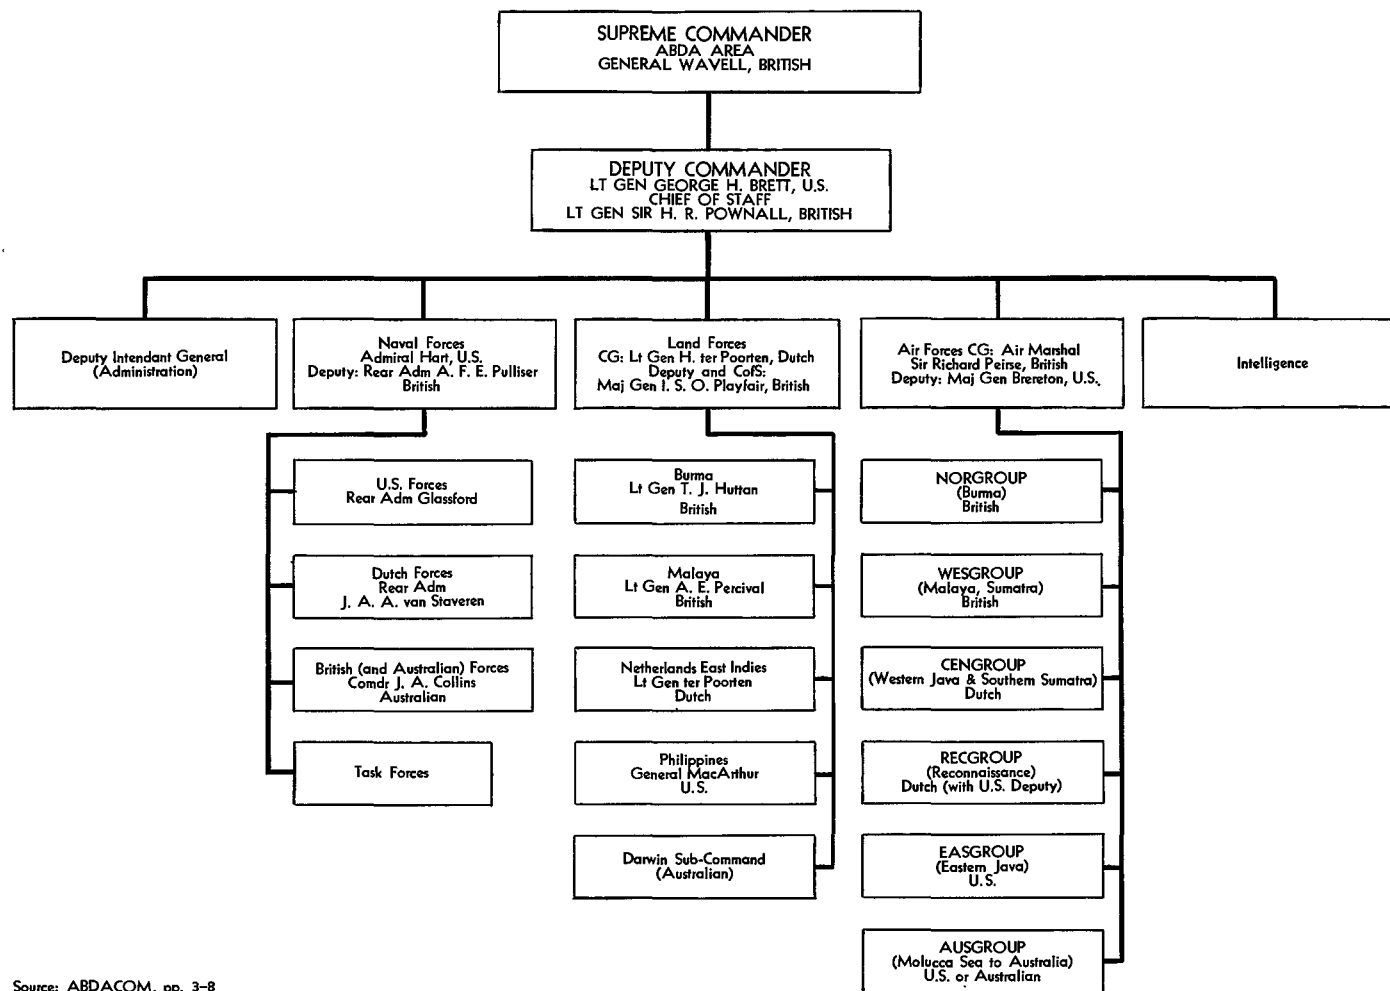 SUPREME COMMANDER
ABDA AREA
GENERAL WAVELL, BRITISH
DEPUTY COMMANDER
LT GEN GEORGE H. BRETT, U.S.
CHIEF OF STAFF
LT GEN SIR H. R. POWNALL, BRITISH
Deputy Intendant General
(Administration)
Naval Forces
Admiral Hart, U.S.
Deputy: Rear Adm A. F. E. Pulliser
British
Land Forces
CG: Lt Gen H. ter Poorten, Dutch
Deputy and CofS:
Maj Gen I. S. O. Playfair, British
Air Forces CG: Air Marshal
Sir Richard Peirse, British
Deputy: Maj Gen Brereton, U.S.
Intelligence
U.S. Forces
Rear Adm Glassford
Dutch Forces
Rear Adm
J. A. A. van Staveren
British (and Australian) Forces
Comdr J. A. Collins
Australian
Task Forces
Burma
Lt Gen T. J. Huttan
British
Malaya
Lt Gen A. E. Percival
British
Netherlands East Indies
Lt Gen ter Poorten
Dutch
Philippines
General MacArthur
U.S.
Darwin Sub-Command
(Australian)
NORGROUP
(Burma)
British
WESGROUP
(Malaya, Sumatra)
British
CENGROUP
(Western Java & Southern Sumatra)
Dutch
RECGROUP
(Reconnaissance)
Dutch (with U.S. Deputy)
EASGROUP
(Eastern Java)
U.S.
AUSGROUP
(Molucca Sea to Australia)
U.S. or Australian
Source: ABDACOM, pp. 3-8